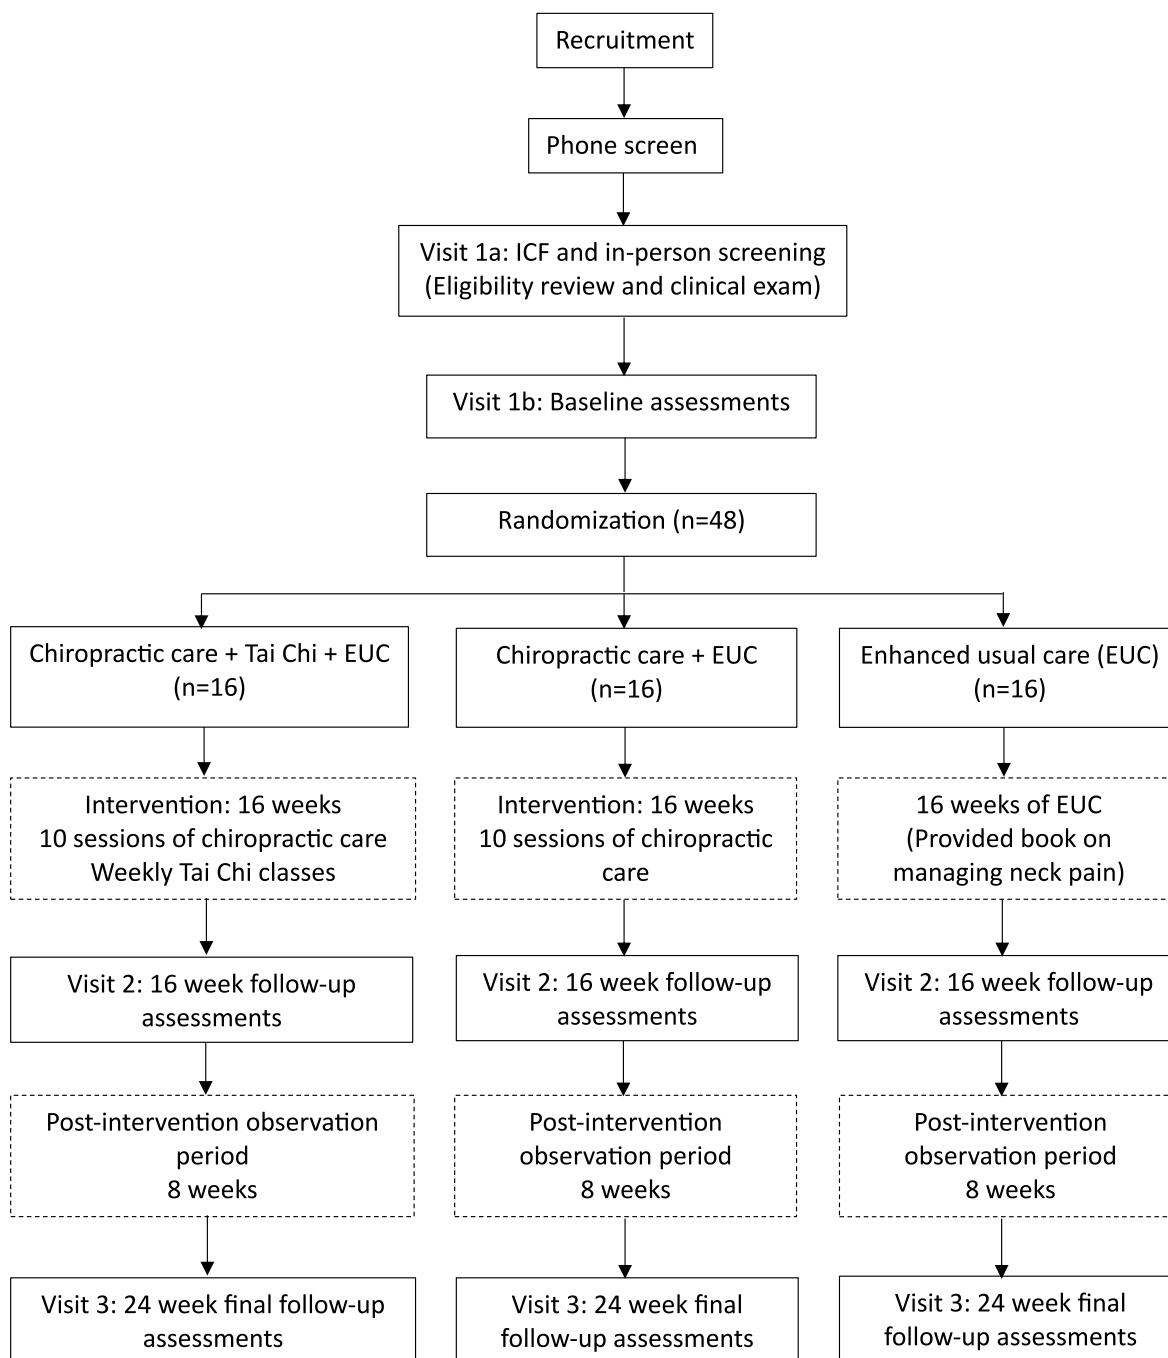 Recruitment
Phone screen
Visit 1a: ICF and in-person screening
(Eligibility review and clinical exam)
Visit 1b: Baseline assessments
Randomization (n=48)
Chiropractic care + Tai Chi + EUC
(n=16)
Chiropractic care + EUC
(n=16)
Enhanced usual care (EUC)
(n=16)
Intervention: 16 weeks
10 sessions of chiropractic care
Weekly Tai Chi classes
Intervention: 16 weeks
10 sessions of chiropractic
care
16 weeks of EUC
(Provided book on
managing neck pain)
Visit 2: 16 week follow-up
assessments
Visit 2: 16 week follow-up
assessments
Visit 2: 16 week follow-up
assessments
Post-intervention observation
period
8 weeks
Post-intervention
observation period
8 weeks
Post-intervention
observation period
8 weeks
Visit 3: 24 week final follow-up
assessments
Visit 3: 24 week final
follow-up assessments
Visit 3: 24 week final
follow-up assessments